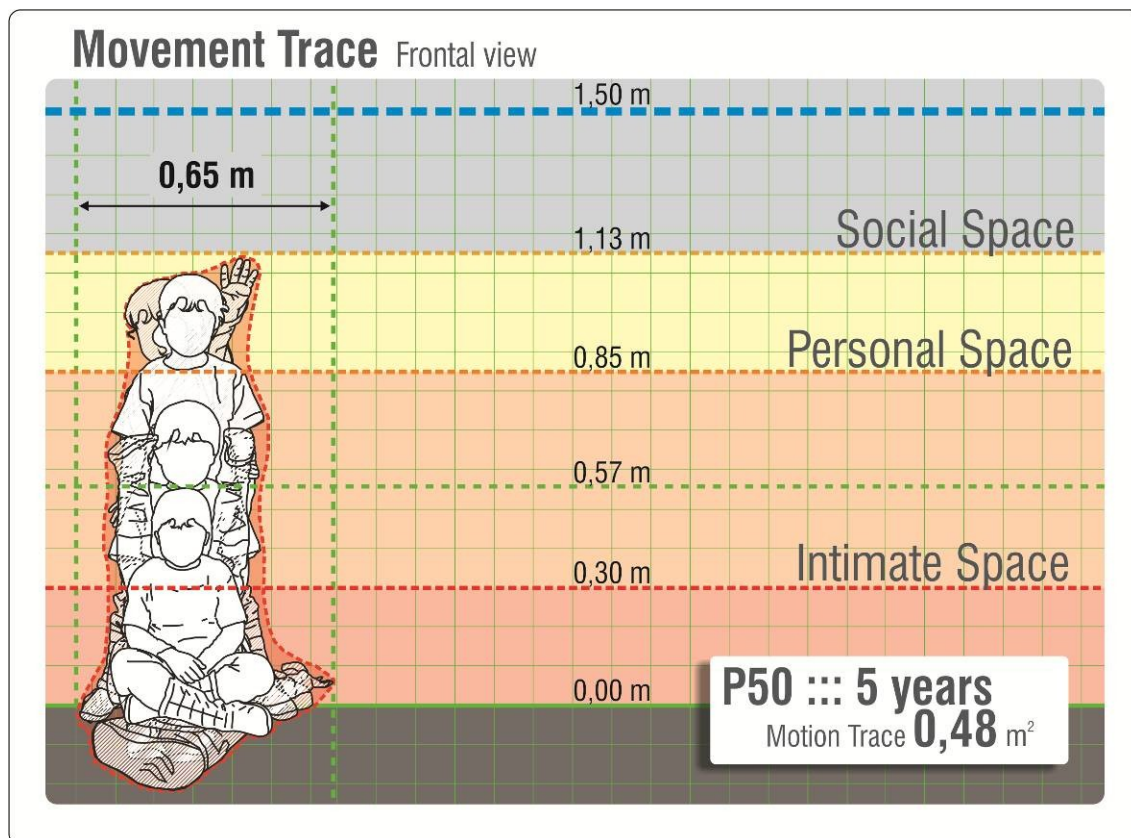 Movement Trace Frontal view
1,50 m
0,65 m
1,13 m
Social Space
0,85 m
Personal Space
0,57 m
0,30 m
Intimate Space
0,00 m
P50 ::: 5 years
Motion Trace 0,48 m²